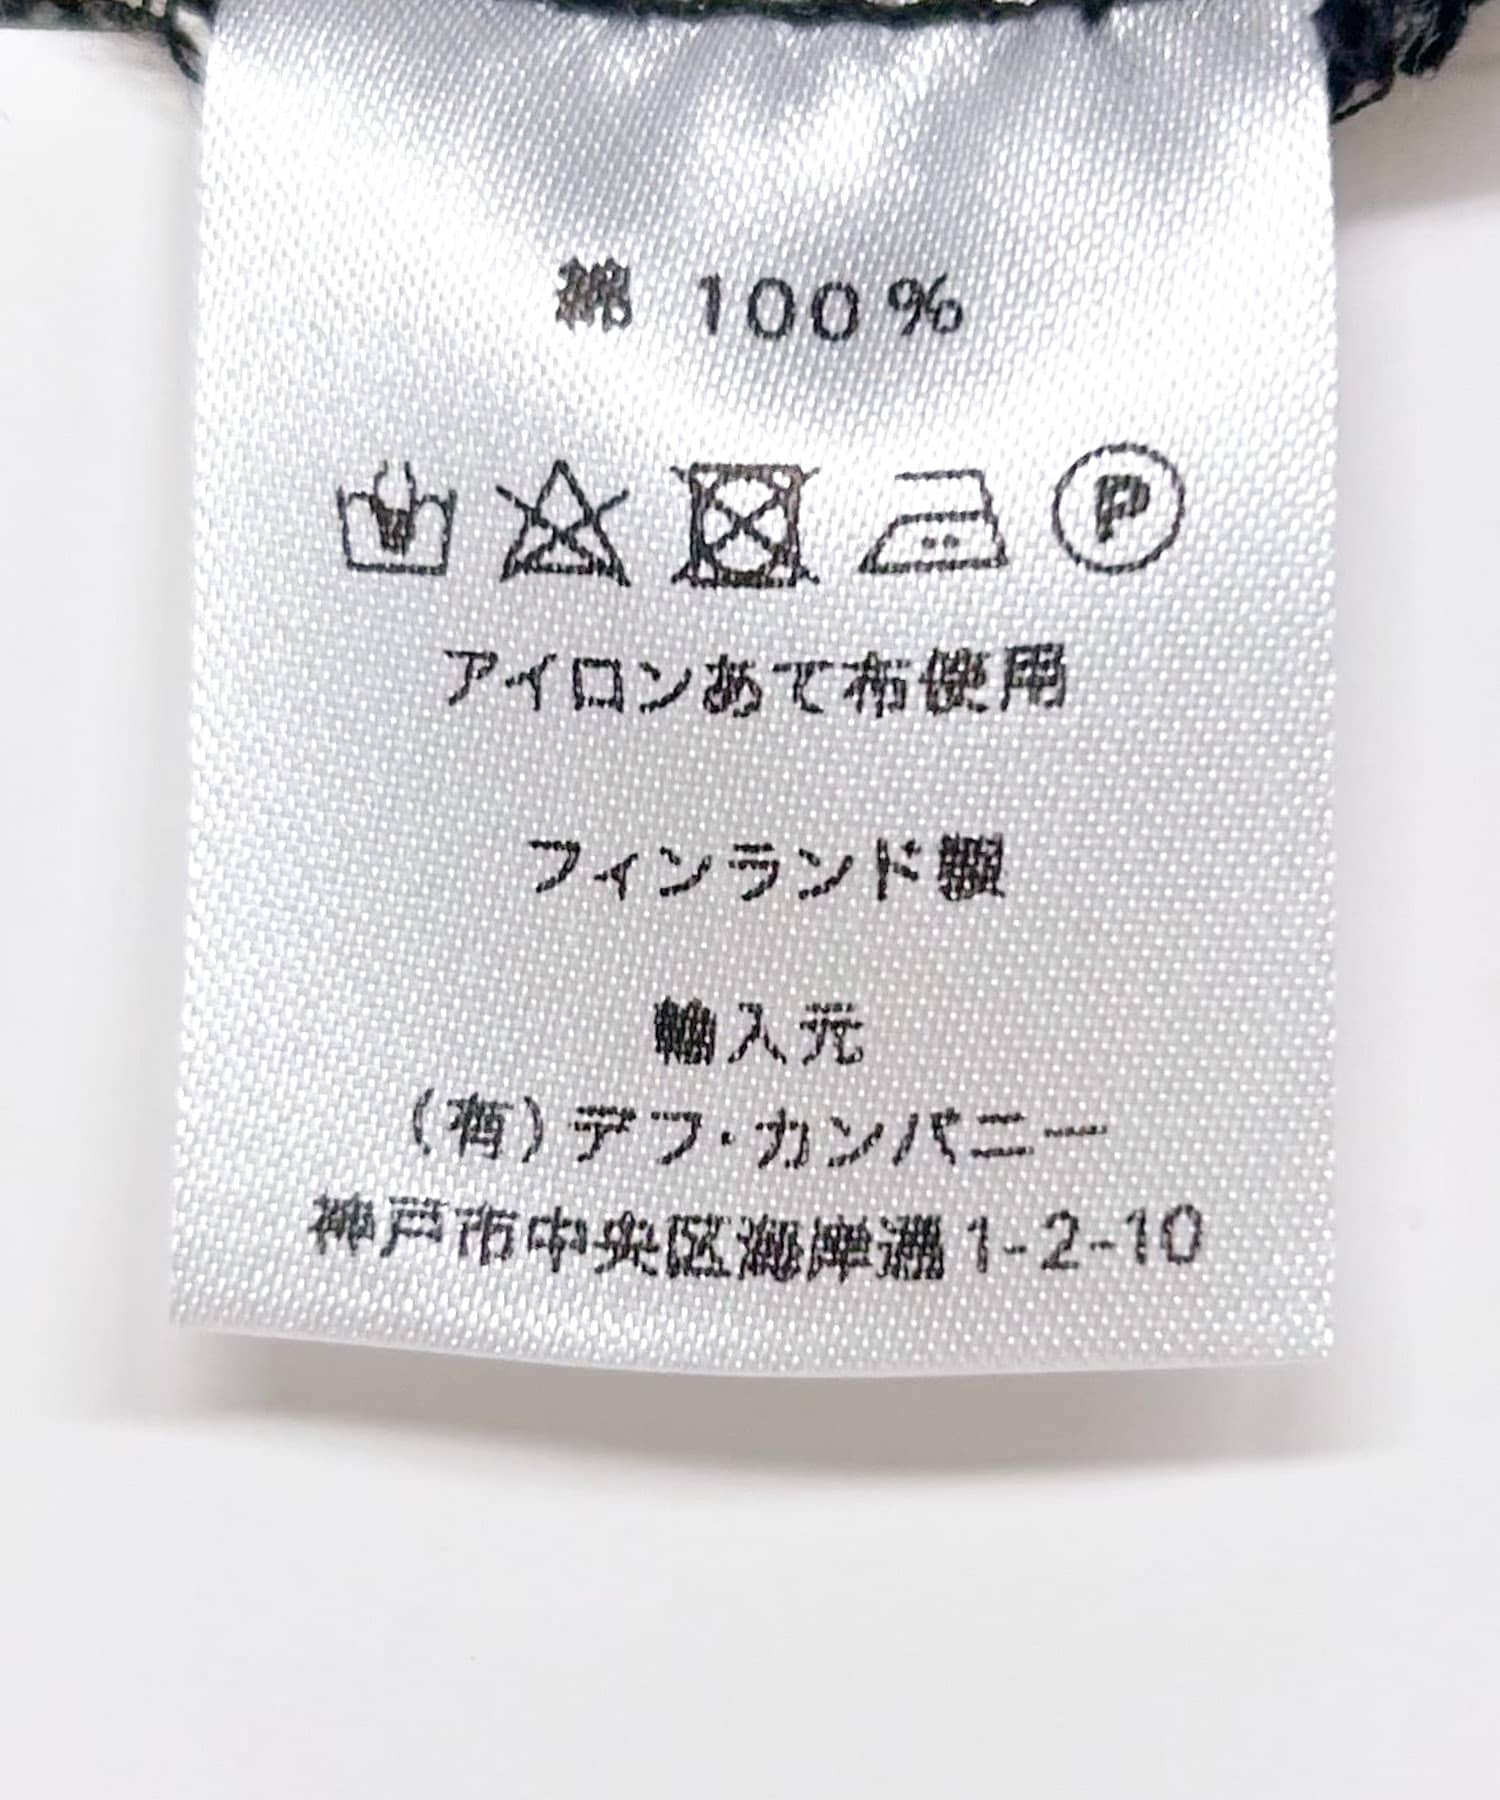 綿 100%
P
アイロンあて布使用
フィンランド製
輸入元
(有)デフ・カンパニー
神戸市中央区海岸通1-2-10